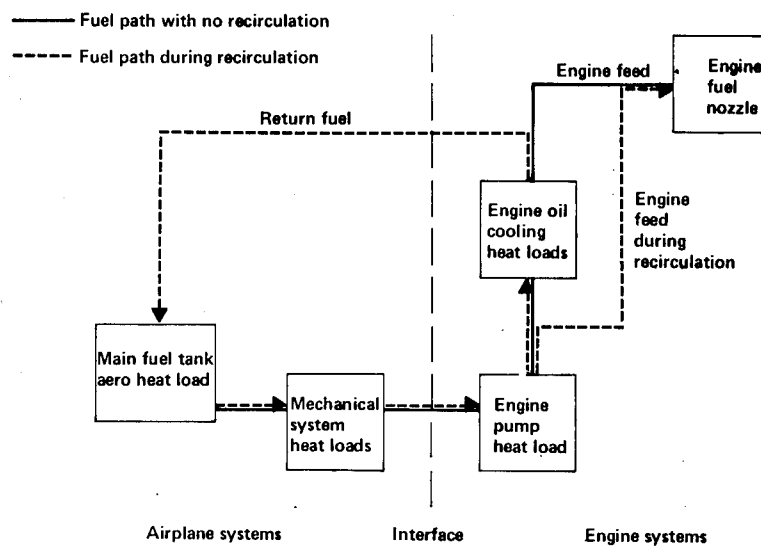 Fuel path with no recirculation
Fuel path during recirculation
Engine feed
Engine
fuel
nozzle
Return fuel
Engine oil
cooling
heat loads
Engine
feed
during
recirculation
Main fuel tank
aero heat load
Mechanical
system
heat loads
Engine
pump
heat load
Airplane systems
Interface
Engine systems